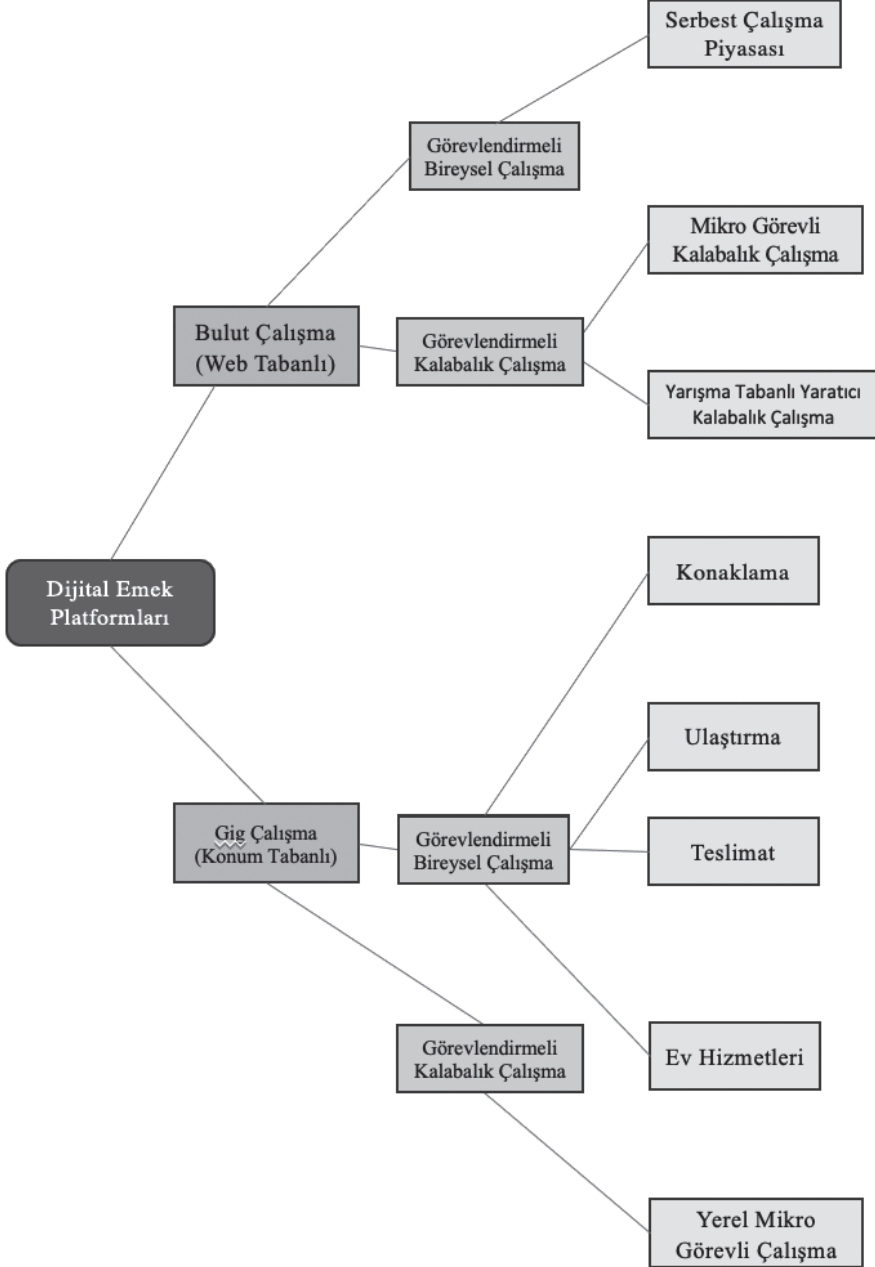 Serbest Çalışma
Piyasası
Görevlendirmeli
Bireysel Çalışma
Mikro Görevli
Kalabalık Çalışma
Bulut Çalışma
(Web Tabanlı)
Görevlendirmeli
Kalabalık Çalışma
Yarışma Tabanlı Yaratıcı
Kalabalık Çalışma
Dijital Emek
Platformları
Konaklama
Ulaştırma
Gig Çalışma
(Konum Tabanlı)
Görevlendirmeli
Bireysel Çalışma
Teslimat
Görevlendirmeli
Kalabalık Çalışma
Ev Hizmetleri
Yerel Mikro
Görevli Çalışma